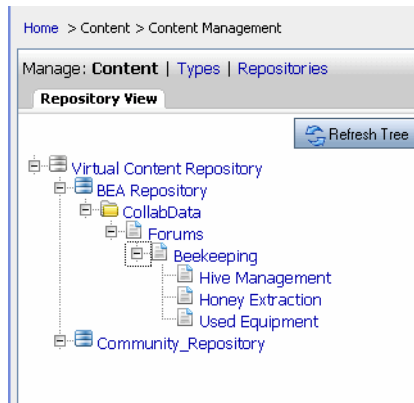 Home > Content > Content Management
Manage: Content | Types | Repositories
Repository View
Refresh Tree
Virtual Content Repository
BEA Repository
CollabData
Forums
Beekeeping
Hive Management
Honey Extraction
Used Equipment
Community_Repository